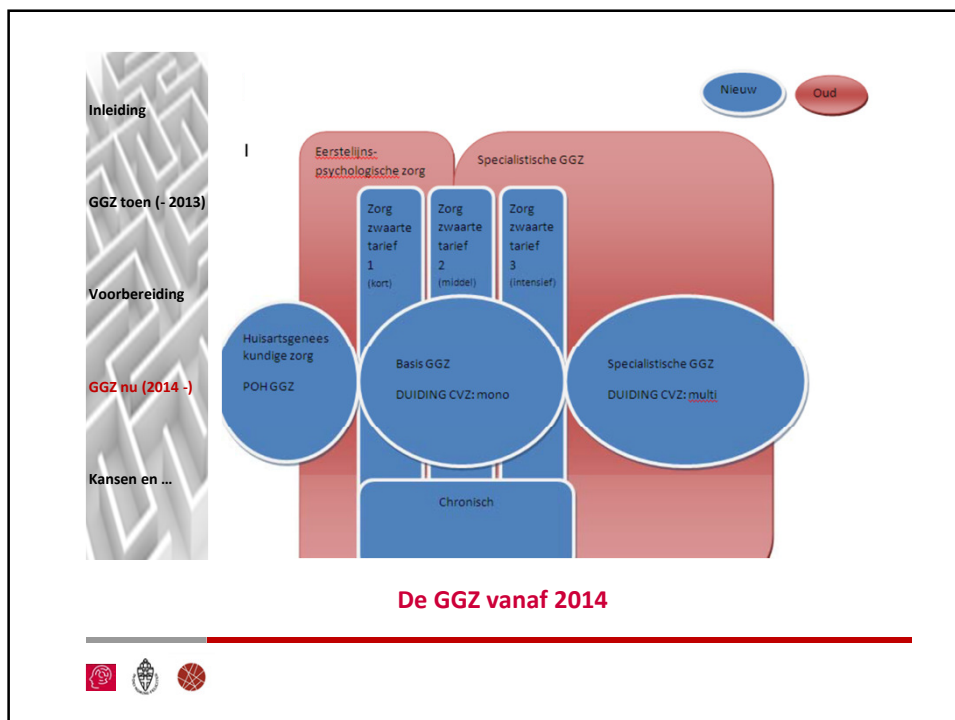 Inleiding
GGZ toen (- 2013)
Voorbereiding
GGZ nu (2014 -)
Kansen en …
Nieuw
Oud
l
Eerstelijns-
psychologische zorg
Specialistische GGZ
Zorg
zwaarte
tarief
1
(kort)
Zorg
zwaarte
tarief
2
(middel)
Zorg
zwaarte
tarief
3
(intensief)
Huisartsgenees
kundige zorg
POH GGZ
Basis GGZ
DUIDING CVZ: mono
Specialistische GGZ
DUIDING CVZ: multi
Chronisch
De GGZ vanaf 2014